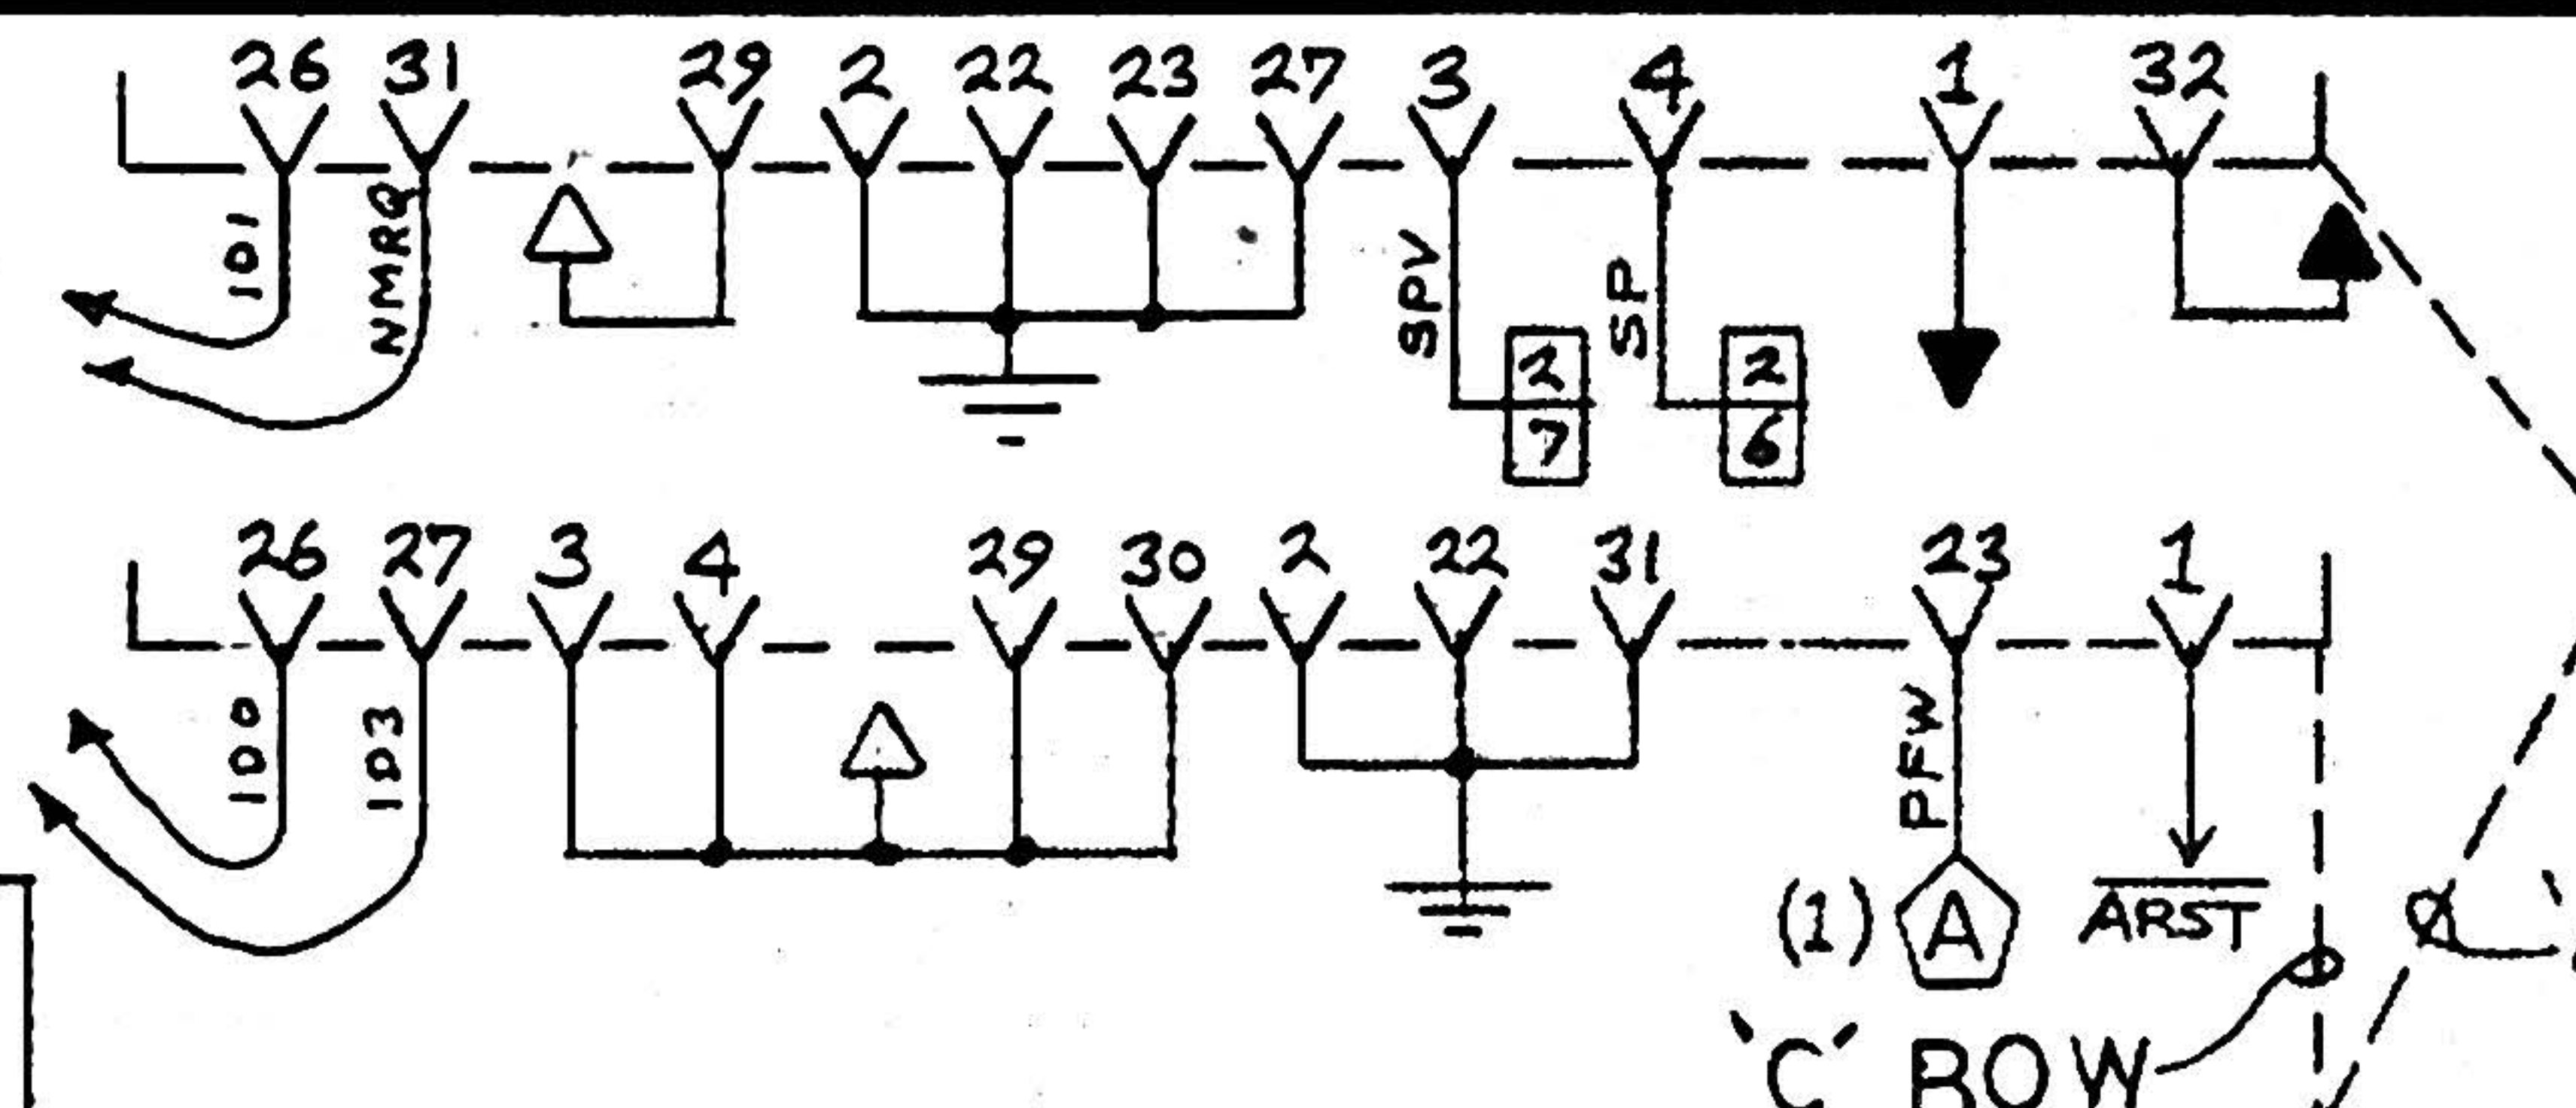 26 31 29 2 22 23 27 3 4 1 32
101 NMRQ SPV SP
2 2
7 6
26 27 3 4 29 30 2 22 31 23 1
100 103 PFW
(1) A ARST
'C' ROW